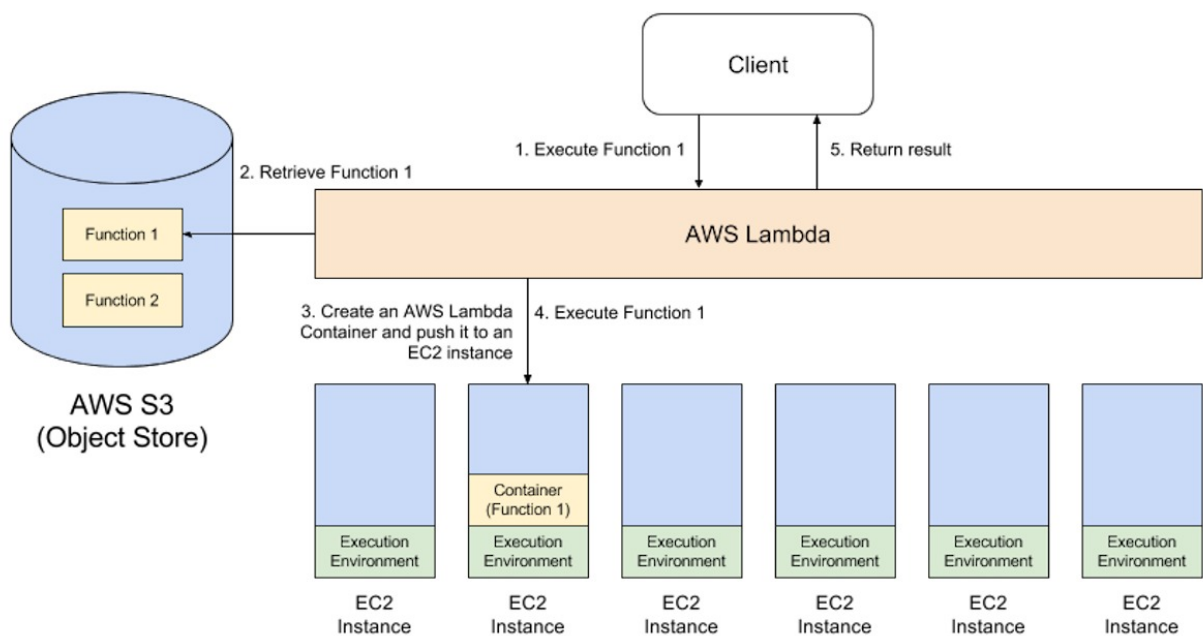 Client
1. Execute Function 1
5. Return result
2. Retrieve Function 1
AWS Lambda
Function 1
Function 2
3. Create an AWS Lambda
Container and push it to an
EC2 instance
4. Execute Function 1
AWS S3
(Object Store)
Container
(Function 1)
Execution
Environment
Execution
Environment
Execution
Environment
Execution
Environment
Execution
Environment
Execution
Environment
EC2
Instance
EC2
Instance
EC2
Instance
EC2
Instance
EC2
Instance
EC2
Instance